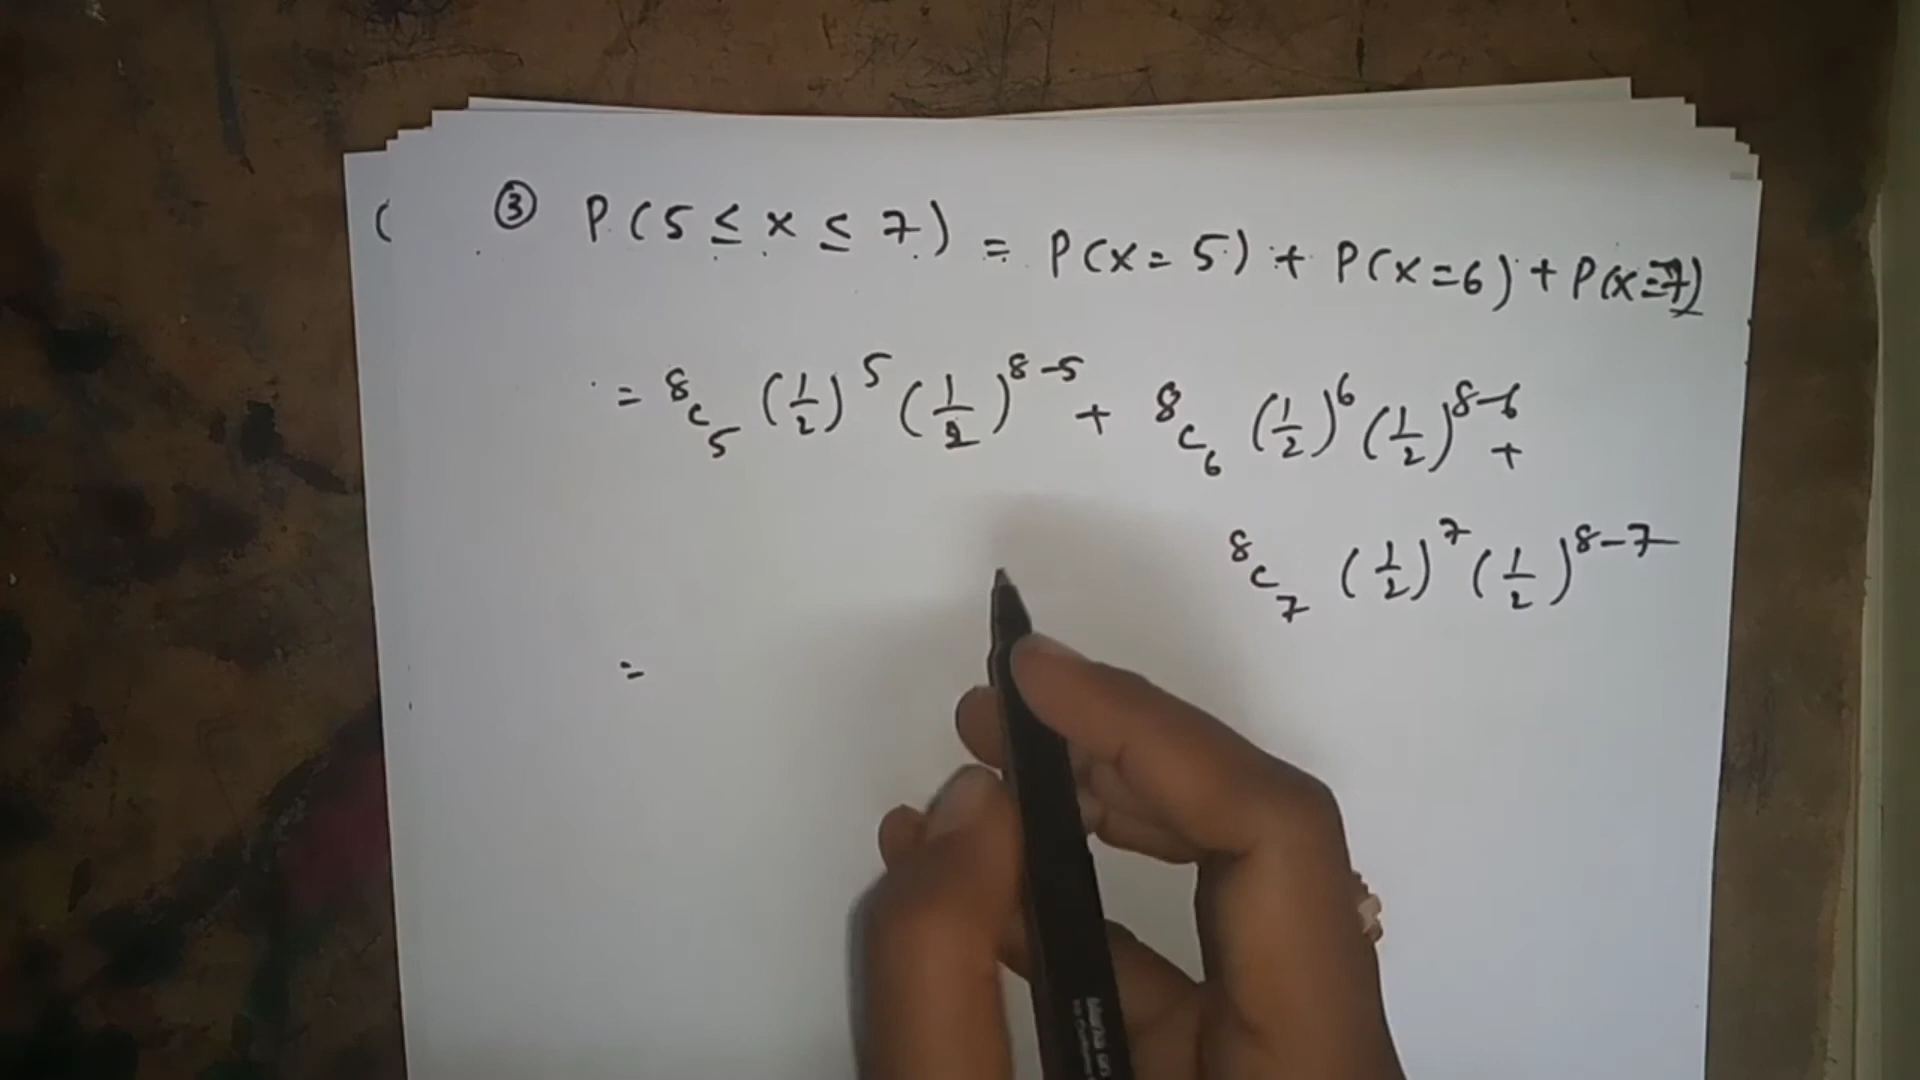 ( ③ P(5 ≤ x ≤ 7) = P(x = 5) + P(x = 6) + P(x = 7)
= ⁸C₅ (1/2)⁵ (1/2)⁸⁻⁵ + ⁸C₆ (1/2)⁶ (1/2)⁸⁻⁶ +
⁸C₇ (1/2)⁷ (1/2)⁸⁻⁷
=